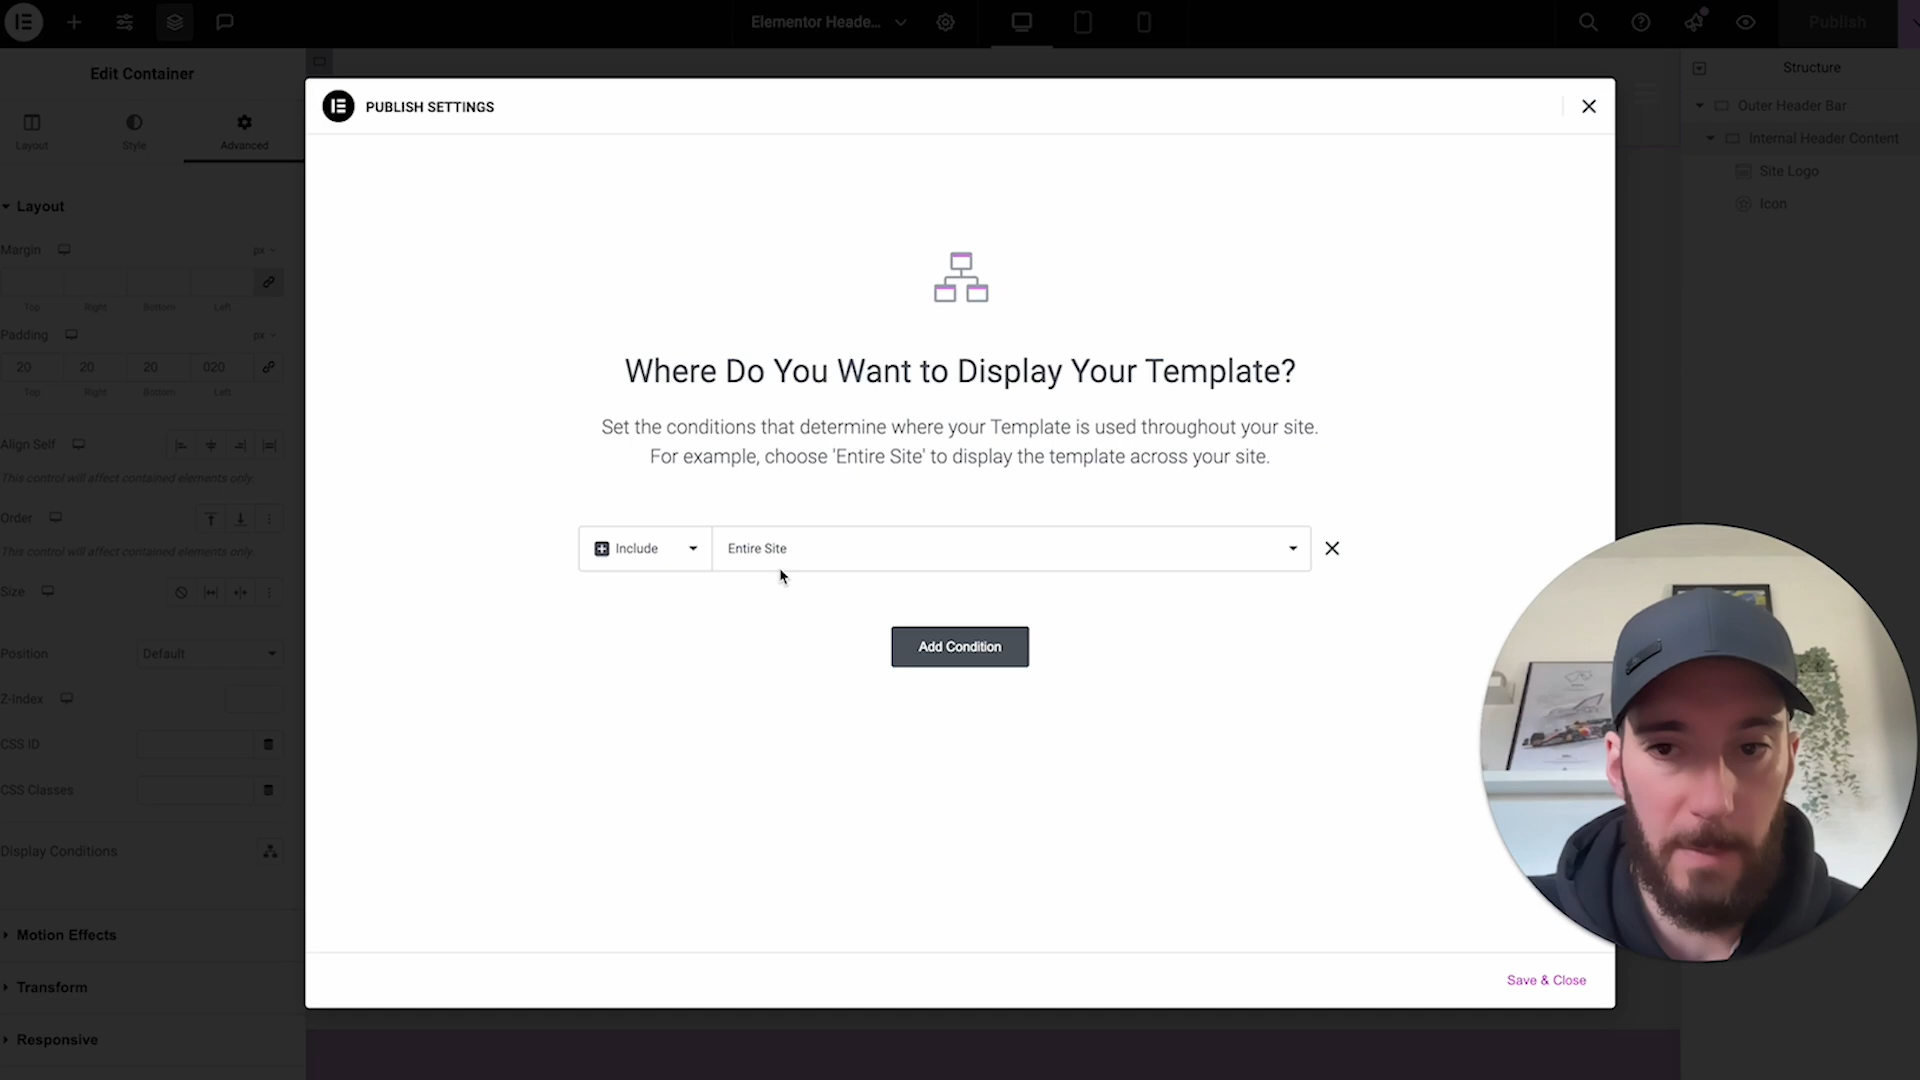 Elementor Heade...
Publish
Edit Container
Structure
PUBLISH SETTINGS
Outer Header Bar
Layout
Style
Advanced
Internal Header Content
Site Logo
Icon
Layout
Margin
px
Top
Right
Bottom
Left
Padding
px
20
20
20
020
Top
Right
Bottom
Left
Where Do You Want to Display Your Template?
Set the conditions that determine where your Template is used throughout your site.
For example, choose 'Entire Site' to display the template across your site.
Align Self
This control will affect contained elements only.
Order
This control will affect contained elements only.
Include
Entire Site
Size
Add Condition
Position
Default
Z-Index
CSS ID
CSS Classes
Display Conditions
Motion Effects
Transform
Save & Close
Responsive